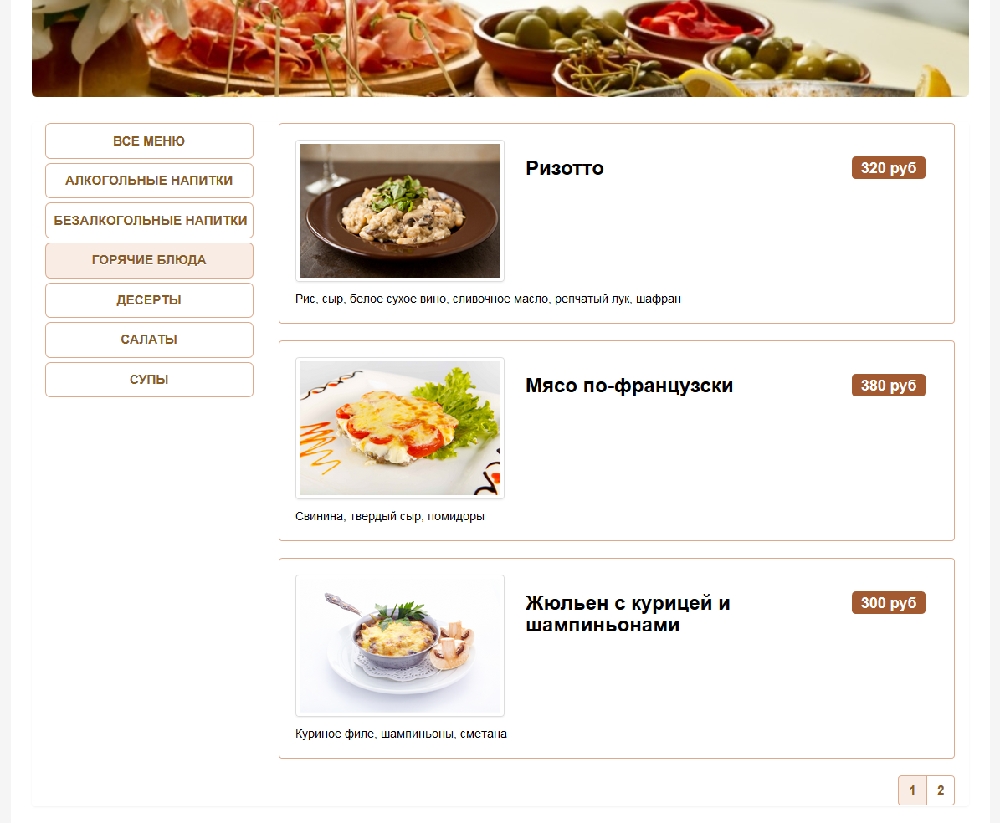 ВСЕ МЕНЮ
АЛКОГОЛЬНЫЕ НАПИТКИ
БЕЗАЛКОГОЛЬНЫЕ НАПИТКИ
ГОРЯЧИЕ БЛЮДА
ДЕСЕРТЫ
САЛАТЫ
СУПЫ
Ризотто
320 руб
Рис, сыр, белое сухое вино, сливочное масло, репчатый лук, шафран
Мясо по-французски
380 руб
Свинина, твердый сыр, помидоры
Жюльен с курицей и
шампиньонами
300 руб
Куриное филе, шампиньоны, сметана
1 2